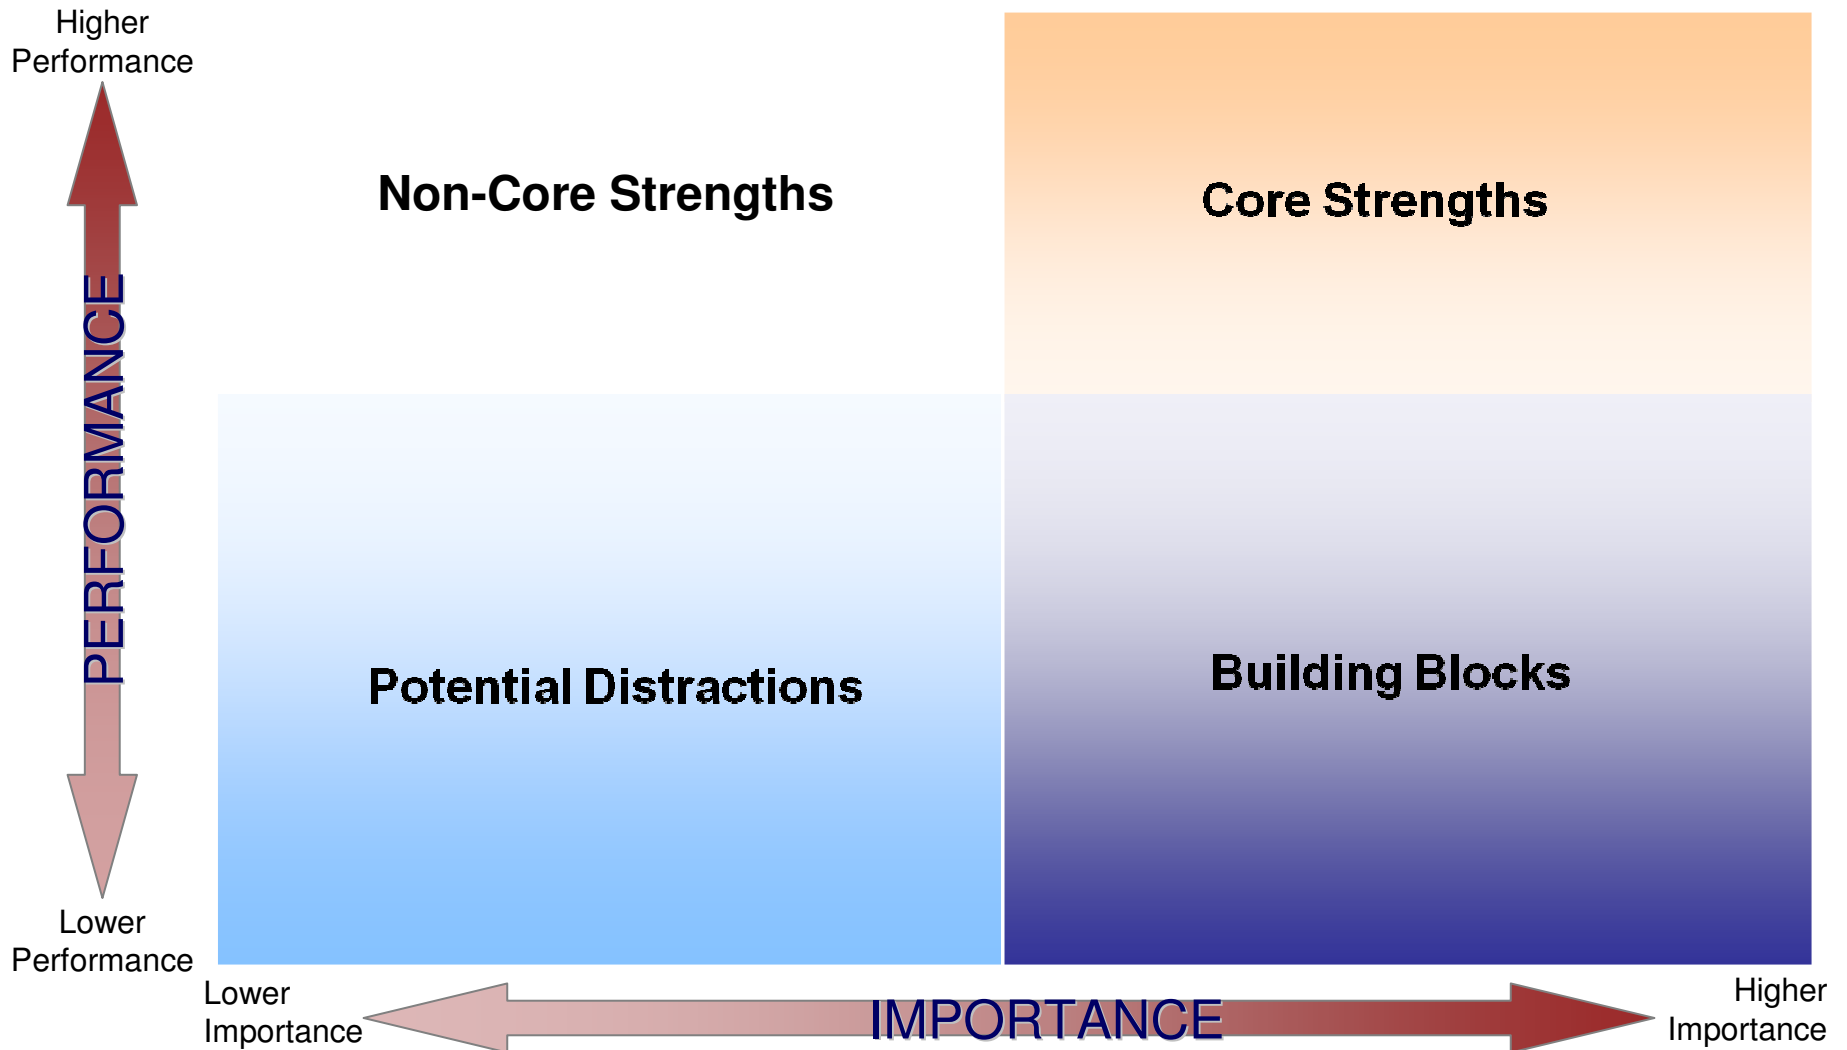 Higher
Performance
Non-Core Strengths
Core Strengths
PERFORMANCE
Potential Distractions
Building Blocks
Lower
Performance
Lower
Importance
IMPORTANCE
Higher
Importance